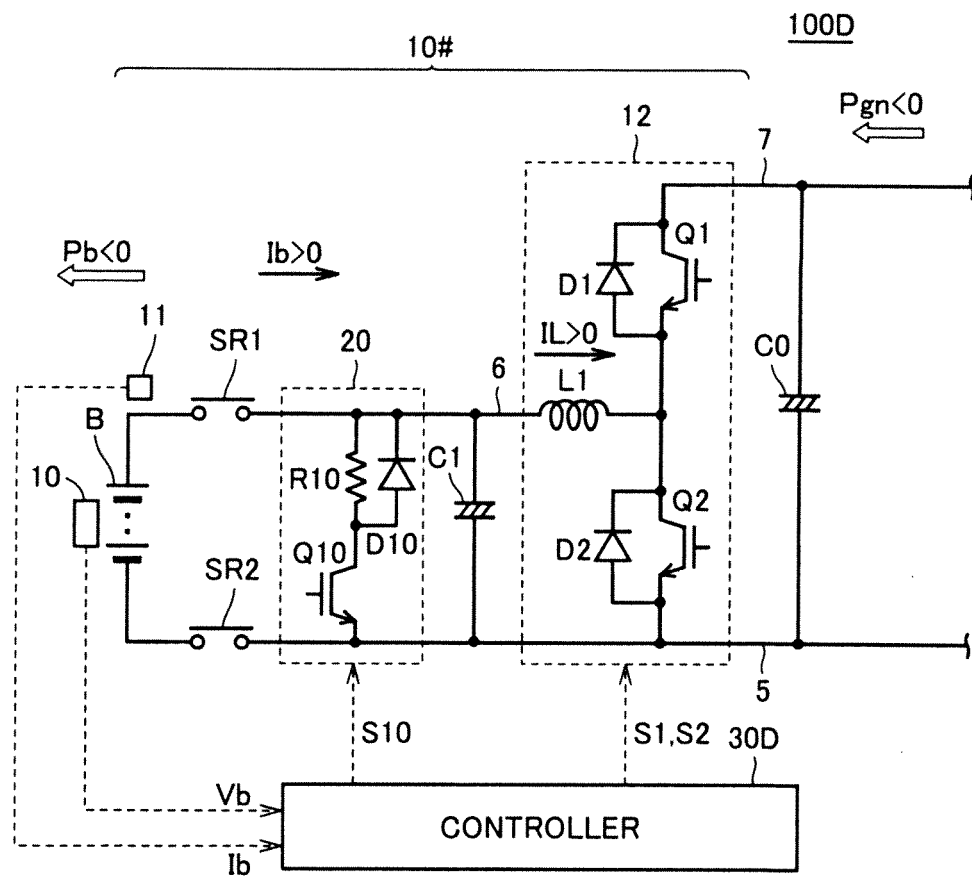 100D
10#
Pgn<0
12
7
Q1
Pb<0
Ib>0
D1
11
SR1
20
IL>0
C0
6
L1
B
10
R10
C1
Q2
D10
Q10
D2
SR2
5
S10
S1,S2
30D
Vb
CONTROLLER
Ib